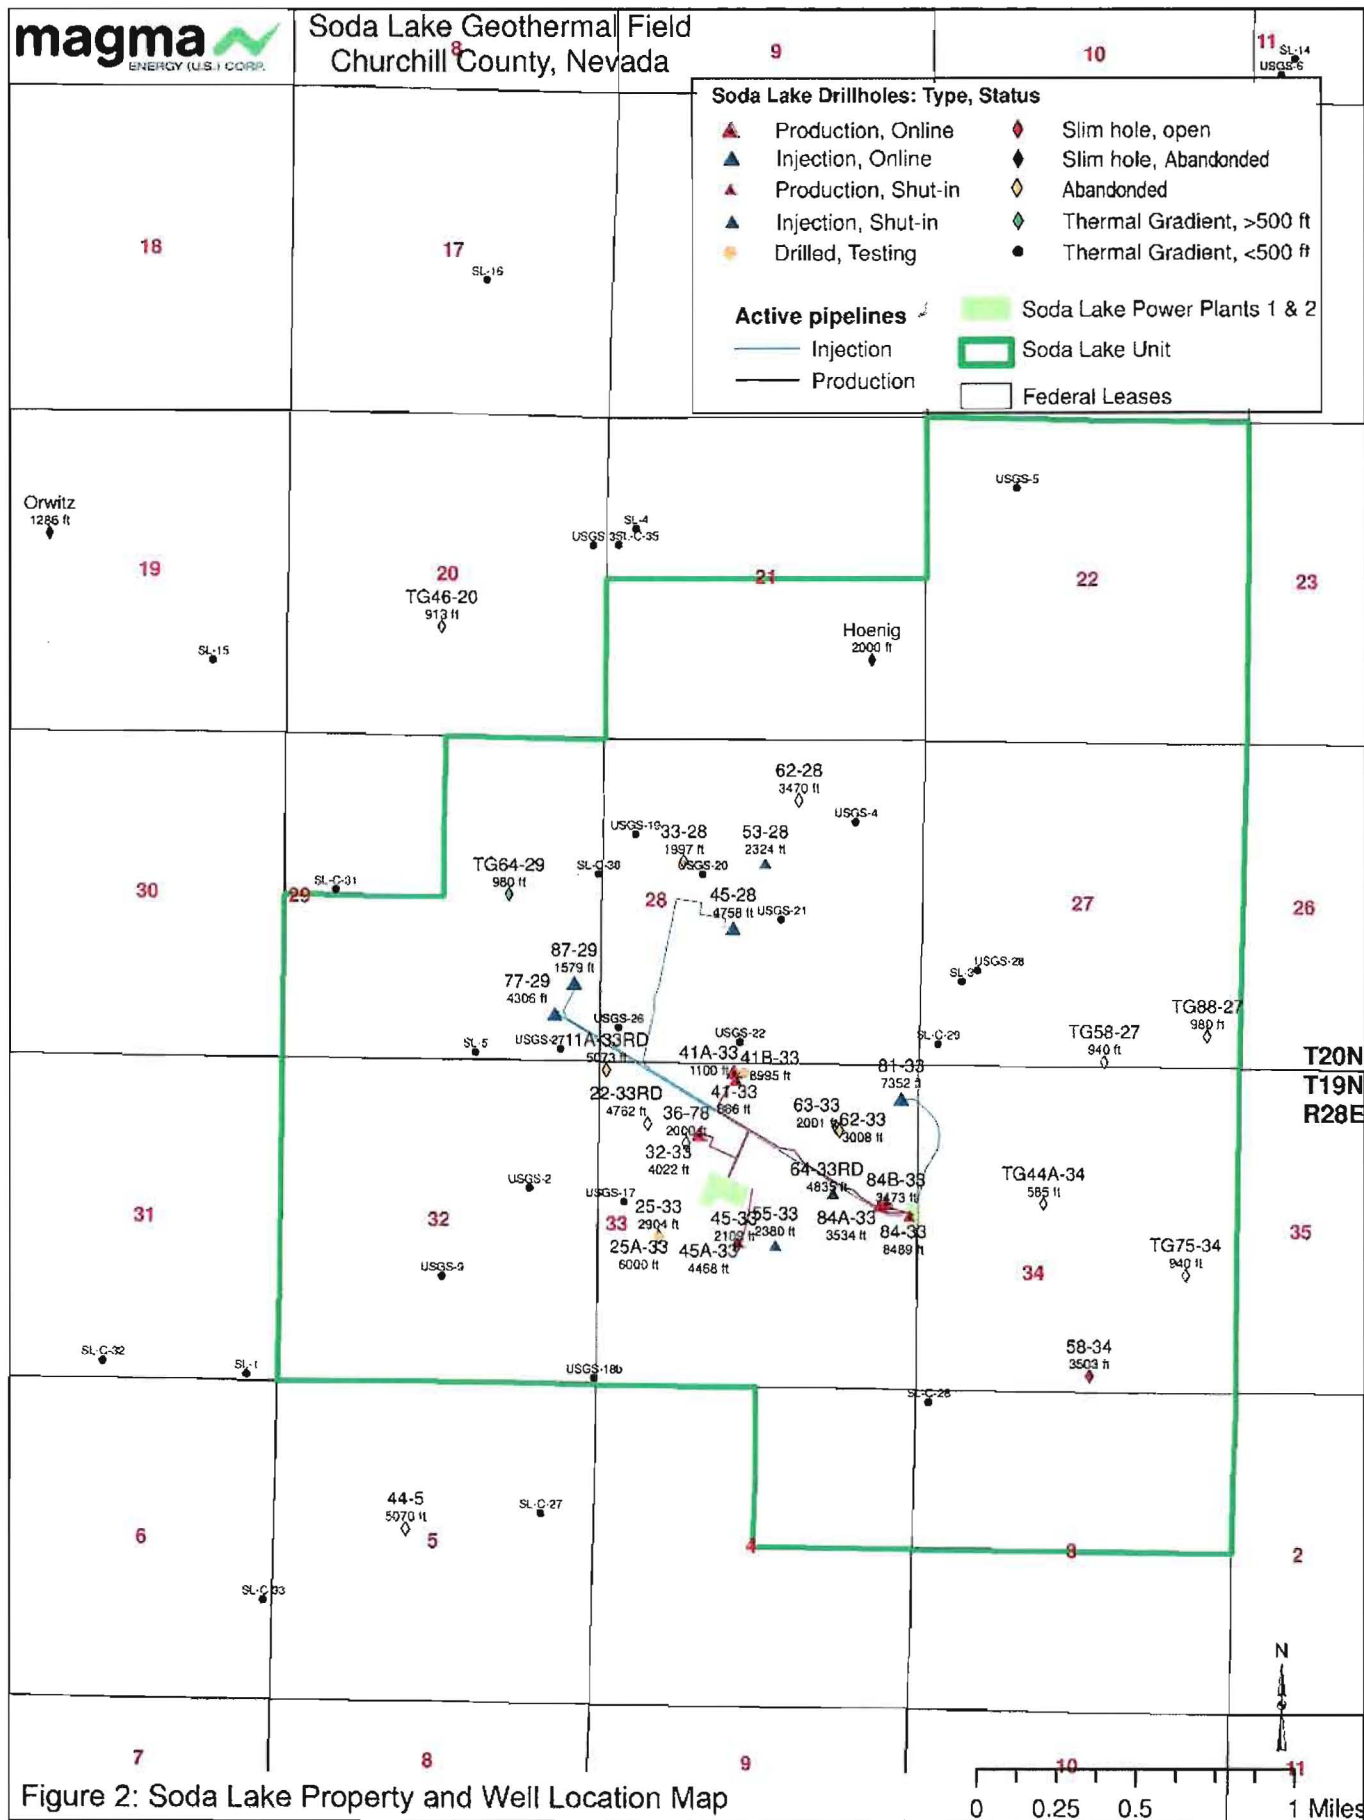 magma
ENERGY (U.S.) CORP.
Soda Lake Geothermal Field
Churchill County, Nevada
8
9
10
11
SL-14
USGS-6
Soda Lake Drillholes: Type, Status
Production, Online
Slim hole, open
Injection, Online
Slim hole, Abandonded
Production, Shut-in
Abandonded
Injection, Shut-in
Thermal Gradient, >500 ft
Drilled, Testing
Thermal Gradient, <500 ft
Active pipelines
Soda Lake Power Plants 1 & 2
Injection
Soda Lake Unit
Production
Federal Leases
18
17
SL-16
Orwitz
1286 ft
USGS-5
SL-4
USGS-35
SL-C-35
19
20
21
22
23
TG46-20
913 ft
Hoenig
2000 ft
SL-15
62-28
3470 ft
USGS-4
USGS-19
33-28
1997 ft
53-28
2324 ft
USGS-20
SL-C-30
TG64-29
980 ft
SL-C-31
30
29
28
27
26
45-28
4758 ft
USGS-21
87-29
1579 ft
77-29
4306 ft
USGS-28
SL-3
TG88-27
980 ft
USGS-26
USGS-22
SL-C-29
TG58-27
940 ft
SL-5
USGS-27
11A-33RD
5073 ft
41A-33
1100 ft
41B-33
8995 ft
81-33
7352 ft
T20N
T19N
R28E
41-33
886 ft
22-33RD
4762 ft
36-78
2000 ft
63-33
2001 ft
62-33
3008 ft
32-33
4022 ft
64-33RD
4835 ft
84B-33
3473 ft
TG44A-34
585 ft
USGS-2
USGS-17
31
32
33
34
35
25-33
2904 ft
45-33
2109 ft
55-33
2380 ft
84A-33
3534 ft
84-33
8489 ft
25A-33
6000 ft
45A-33
4468 ft
TG75-34
940 ft
USGS-9
58-34
3503 ft
SL-C-32
SL-1
USGS-18b
SL-C-28
44-5
5070 ft
SL-C-27
6
5
4
3
2
SL-C-33
N
7
8
9
10
11
Figure 2: Soda Lake Property and Well Location Map
0 0.25 0.5 1 Miles